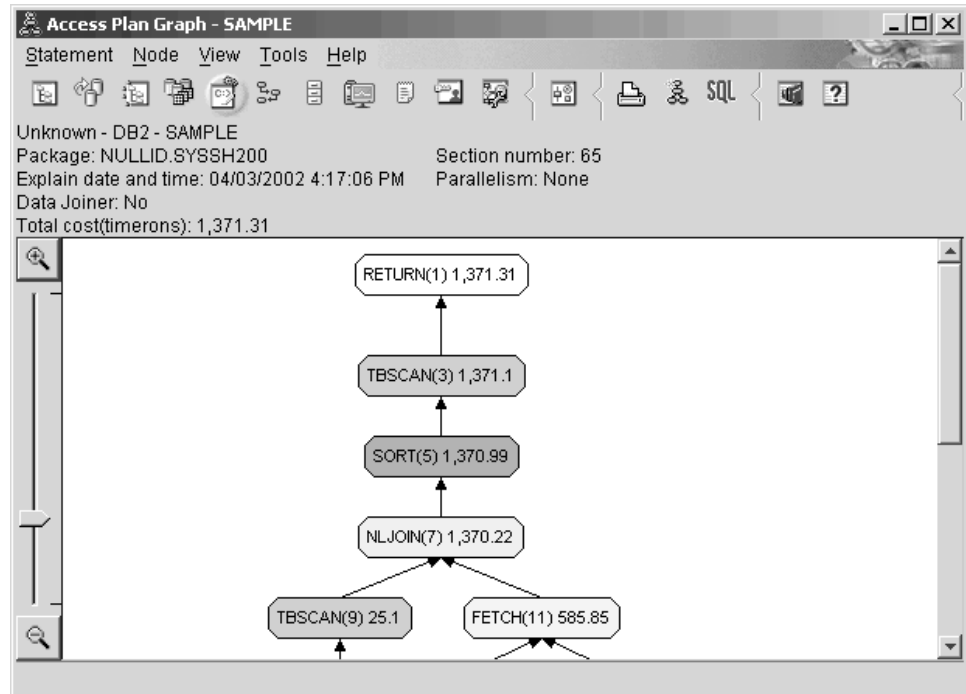 Access Plan Graph - SAMPLE
Statement Node View Tools Help
SQL ?
Unknown - DB2 - SAMPLE
Package: NULLID.SYSSH200 Section number: 65
Explain date and time: 04/03/2002 4:17:06 PM Parallelism: None
Data Joiner: No
Total cost(timerons): 1,371.31
RETURN(1) 1,371.31
TBSCAN(3) 1,371.1
SORT(5) 1,370.99
NLJOIN(7) 1,370.22
TBSCAN(9) 25.1 FETCH(11) 585.85